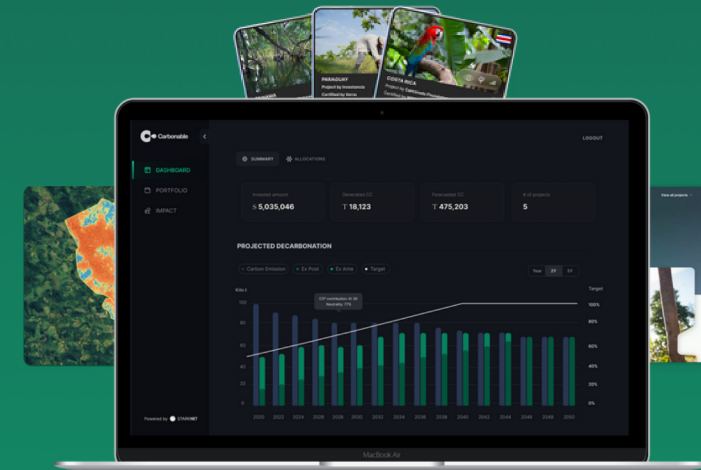 PARAGUAY
Project by Investancia
Certified by Verra
COSTA RICA
Carbonable
LOGOUT
View all projects
SUMMARY
ALLOCATIONS
DASHBOARD
PORTFOLIO
IMPACT
Invested amount
Generated CC
Forecasted CC
# of projects
$ 5,035,046
T 18,123
T 475,203
5
PROJECTED DECARBONATION
Carbon Emission
Ex Post
Ex Ante
Target
Year
2Y
5Y
Kilo.t
Target
Neutrality: 77%
100
80
60
40
20
0
100%
80%
60%
40%
20%
0%
2020 2022 2024 2026 2028 2030 2032 2034 2036 2038 2040 2042 2044 2046 2048 2050
Powered by STARKNET
MacBook Air